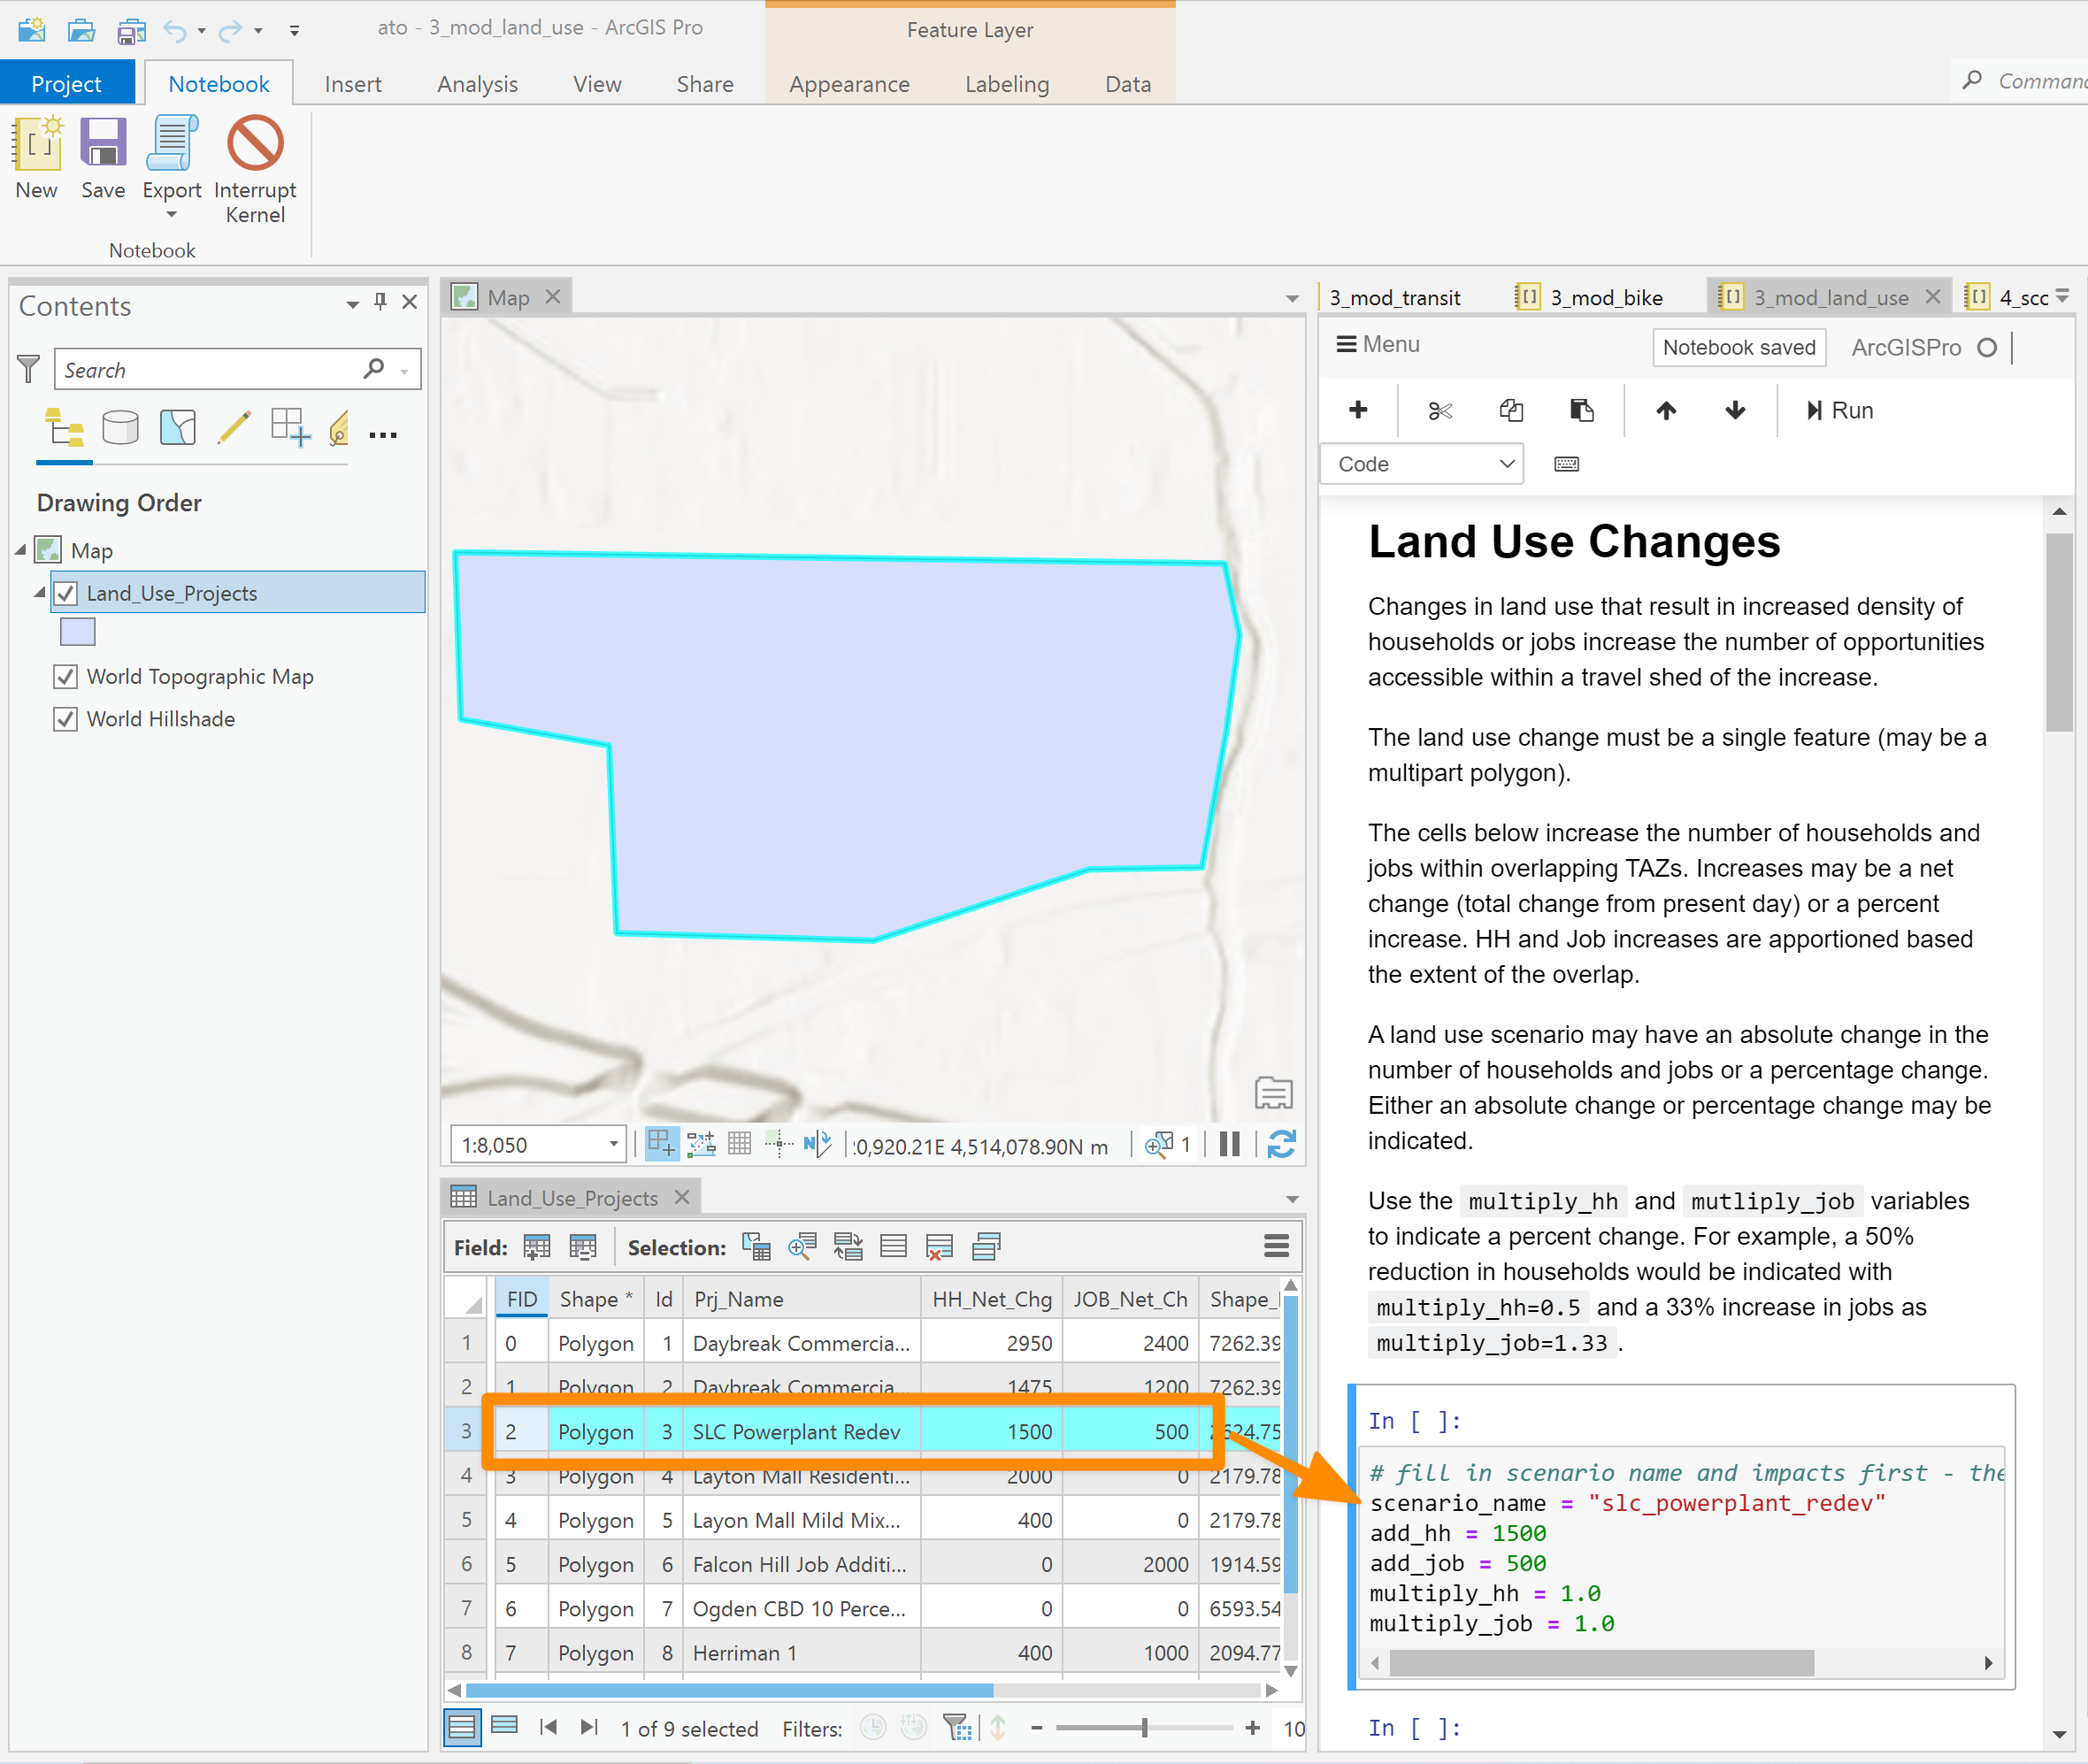 ato - 3_mod_land_use - ArcGIS Pro
Feature Layer
Project
Notebook
Insert
Analysis
View
Share
Appearance
Labeling
Data
Command
New
Save
Export
Interrupt
Kernel
Notebook
Contents
Search
Drawing Order
Map
Land_Use_Projects
World Topographic Map
World Hillshade
Map
1:8,050
:0,920.21E 4,514,078.90N m
1
Land_Use_Projects
Field:
Selection:
FID Shape * Id Prj_Name HH_Net_Chg JOB_Net_Ch Shape_
1 0 Polygon 1 Daybreak Commercia... 2950 2400 7262.39
2 1 Polygon 2 Daybreak Commercia... 1475 1200 7262.39
3 2 Polygon 3 SLC Powerplant Redev 1500 500 2624.75
4 3 Polygon 4 Layton Mall Residenti... 2000 0 2179.78
5 4 Polygon 5 Layon Mall Mild Mix... 400 0 2179.78
6 5 Polygon 6 Falcon Hill Job Additi... 0 2000 1914.59
7 6 Polygon 7 Ogden CBD 10 Perce... 0 0 6593.54
8 7 Polygon 8 Herriman 1 400 1000 2094.77
1 of 9 selected
Filters:
- + 10
3_mod_transit
3_mod_bike
3_mod_land_use
4_scc
Menu
Notebook saved
ArcGISPro
Run
Code
Land Use Changes
Changes in land use that result in increased density of
households or jobs increase the number of opportunities
accessible within a travel shed of the increase.
The land use change must be a single feature (may be a
multipart polygon).
The cells below increase the number of households and
jobs within overlapping TAZs. Increases may be a net
change (total change from present day) or a percent
increase. HH and Job increases are apportioned based
the extent of the overlap.
A land use scenario may have an absolute change in the
number of households and jobs or a percentage change.
Either an absolute change or percentage change may be
indicated.
Use the multiply_hh and mutliply_job variables
to indicate a percent change. For example, a 50%
reduction in households would be indicated with
multiply_hh=0.5 and a 33% increase in jobs as
multiply_job=1.33 .
In [ ]:
# fill in scenario name and impacts first - the
scenario_name = "slc_powerplant_redev"
add_hh = 1500
add_job = 500
multiply_hh = 1.0
multiply_job = 1.0
In [ ]: